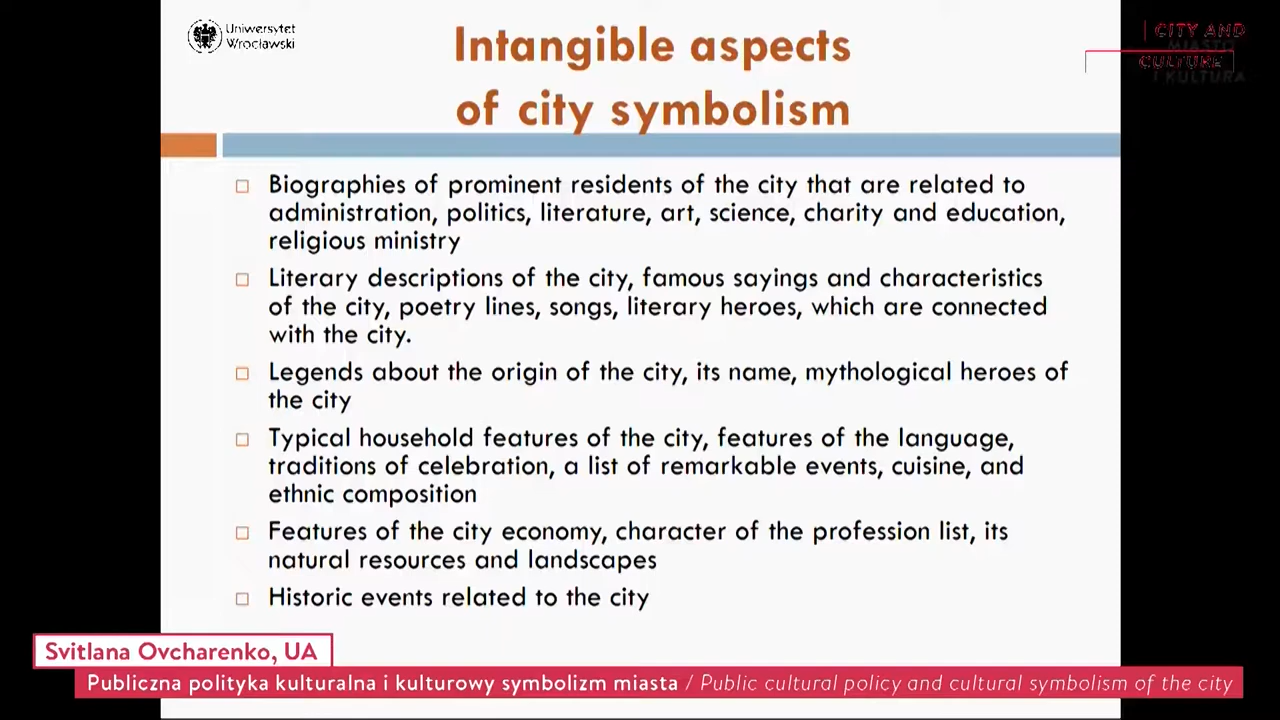 Uniwersytet
Wrocławski
CITY AND
CULTURE
MIASTO
I KULTURA
Intangible aspects
of city symbolism
Biographies of prominent residents of the city that are related to
administration, politics, literature, art, science, charity and education,
religious ministry
Literary descriptions of the city, famous sayings and characteristics
of the city, poetry lines, songs, literary heroes, which are connected
with the city.
Legends about the origin of the city, its name, mythological heroes of
the city
Typical household features of the city, features of the language,
traditions of celebration, a list of remarkable events, cuisine, and
ethnic composition
Features of the city economy, character of the profession list, its
natural resources and landscapes
Historic events related to the city
Svitlana Ovcharenko, UA
Publiczna polityka kulturalna i kulturowy symbolizm miasta / Public cultural policy and cultural symbolism of the city